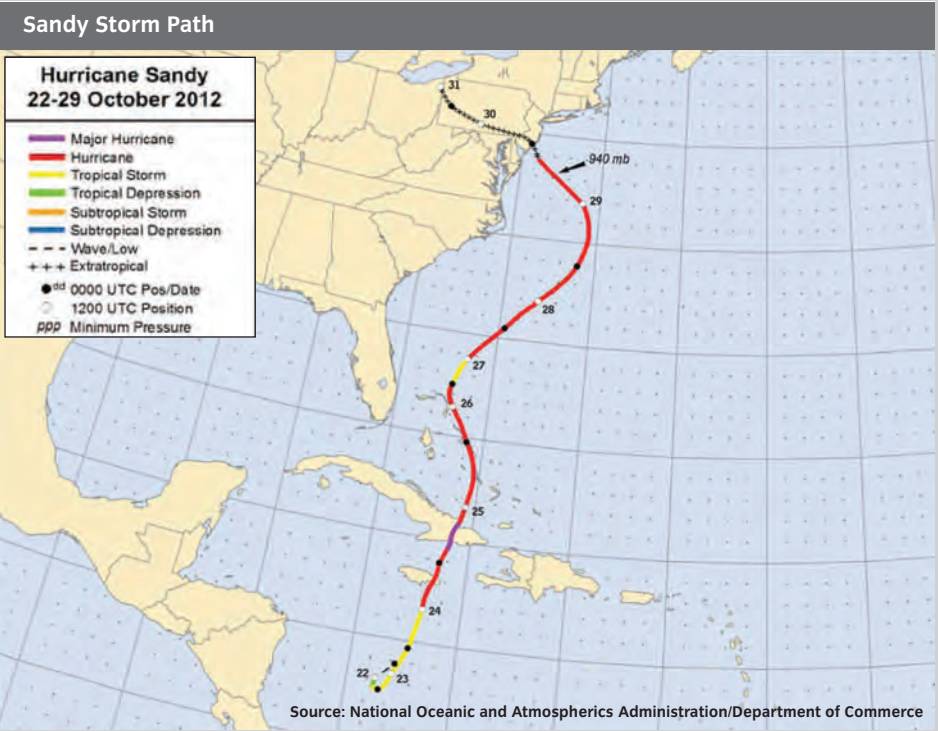 Sandy Storm Path
Hurricane Sandy
22-29 October 2012
Major Hurricane
Hurricane
Tropical Storm
Tropical Depression
Subtropical Storm
Subtropical Depression
Wave/Low
Extratropical
dd 0000 UTC Pos/Date
1200 UTC Position
ppp Minimum Pressure
31
30
940 mb
29
28
27
26
25
24
22
23
Source: National Oceanic and Atmospherics Administration/Department of Commerce